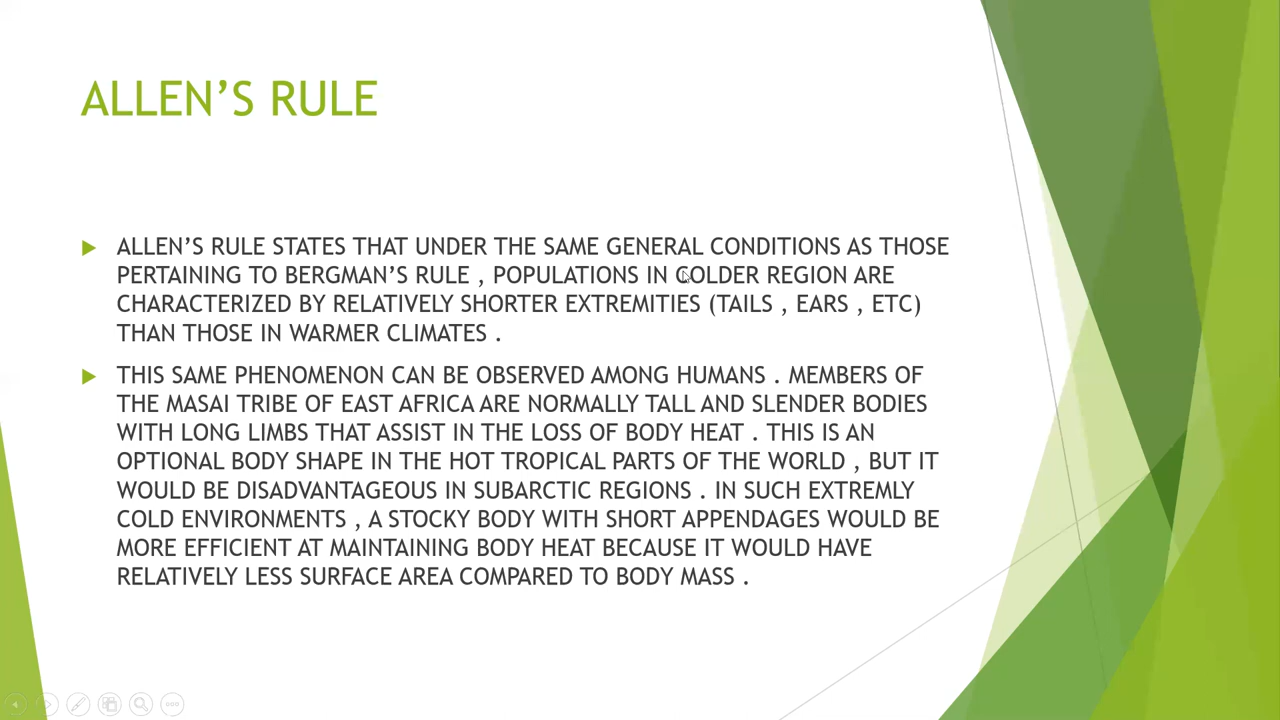 ALLEN’S RULE
ALLEN’S RULE STATES THAT UNDER THE SAME GENERAL CONDITIONS AS THOSE
PERTAINING TO BERGMAN’S RULE , POPULATIONS IN COLDER REGION ARE
CHARACTERIZED BY RELATIVELY SHORTER EXTREMITIES (TAILS , EARS , ETC)
THAN THOSE IN WARMER CLIMATES .
THIS SAME PHENOMENON CAN BE OBSERVED AMONG HUMANS . MEMBERS OF
THE MASAI TRIBE OF EAST AFRICA ARE NORMALLY TALL AND SLENDER BODIES
WITH LONG LIMBS THAT ASSIST IN THE LOSS OF BODY HEAT . THIS IS AN
OPTIONAL BODY SHAPE IN THE HOT TROPICAL PARTS OF THE WORLD , BUT IT
WOULD BE DISADVANTAGEOUS IN SUBARCTIC REGIONS . IN SUCH EXTREMLY
COLD ENVIRONMENTS , A STOCKY BODY WITH SHORT APPENDAGES WOULD BE
MORE EFFICIENT AT MAINTAINING BODY HEAT BECAUSE IT WOULD HAVE
RELATIVELY LESS SURFACE AREA COMPARED TO BODY MASS .